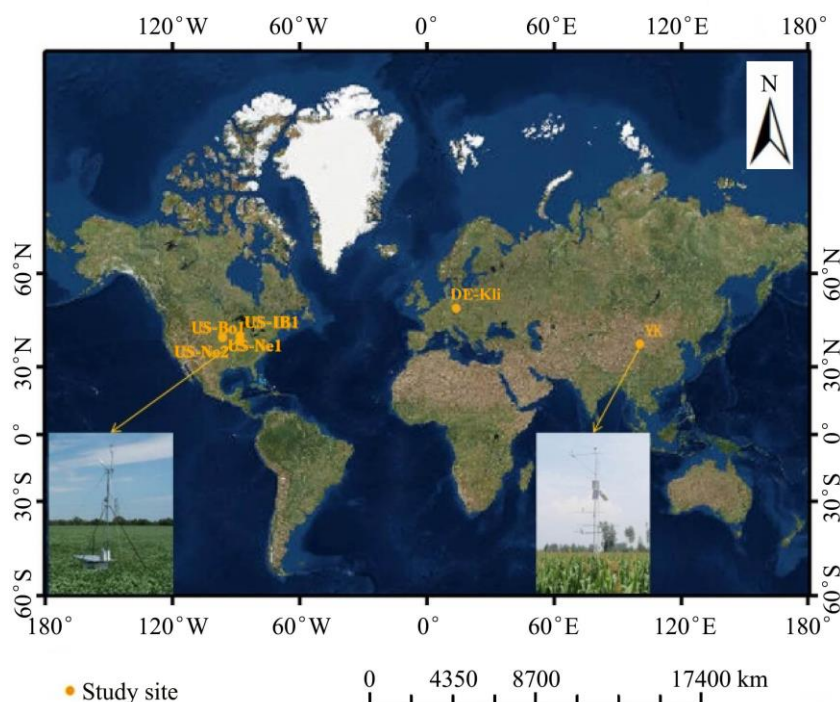 120°W 60°W 0° 60°E 120°E 180°
N
60°N 60°N
DE-Kli
US-Bo1 US-IB1
YK
US-Ne2 US-Ne1
30°N 30°N
0° 0°
30°S 30°S
60°S 60°S
180° 120°W 60°W 0° 60°E 120°E 180°
0 4350 8700 17400 km
Study site